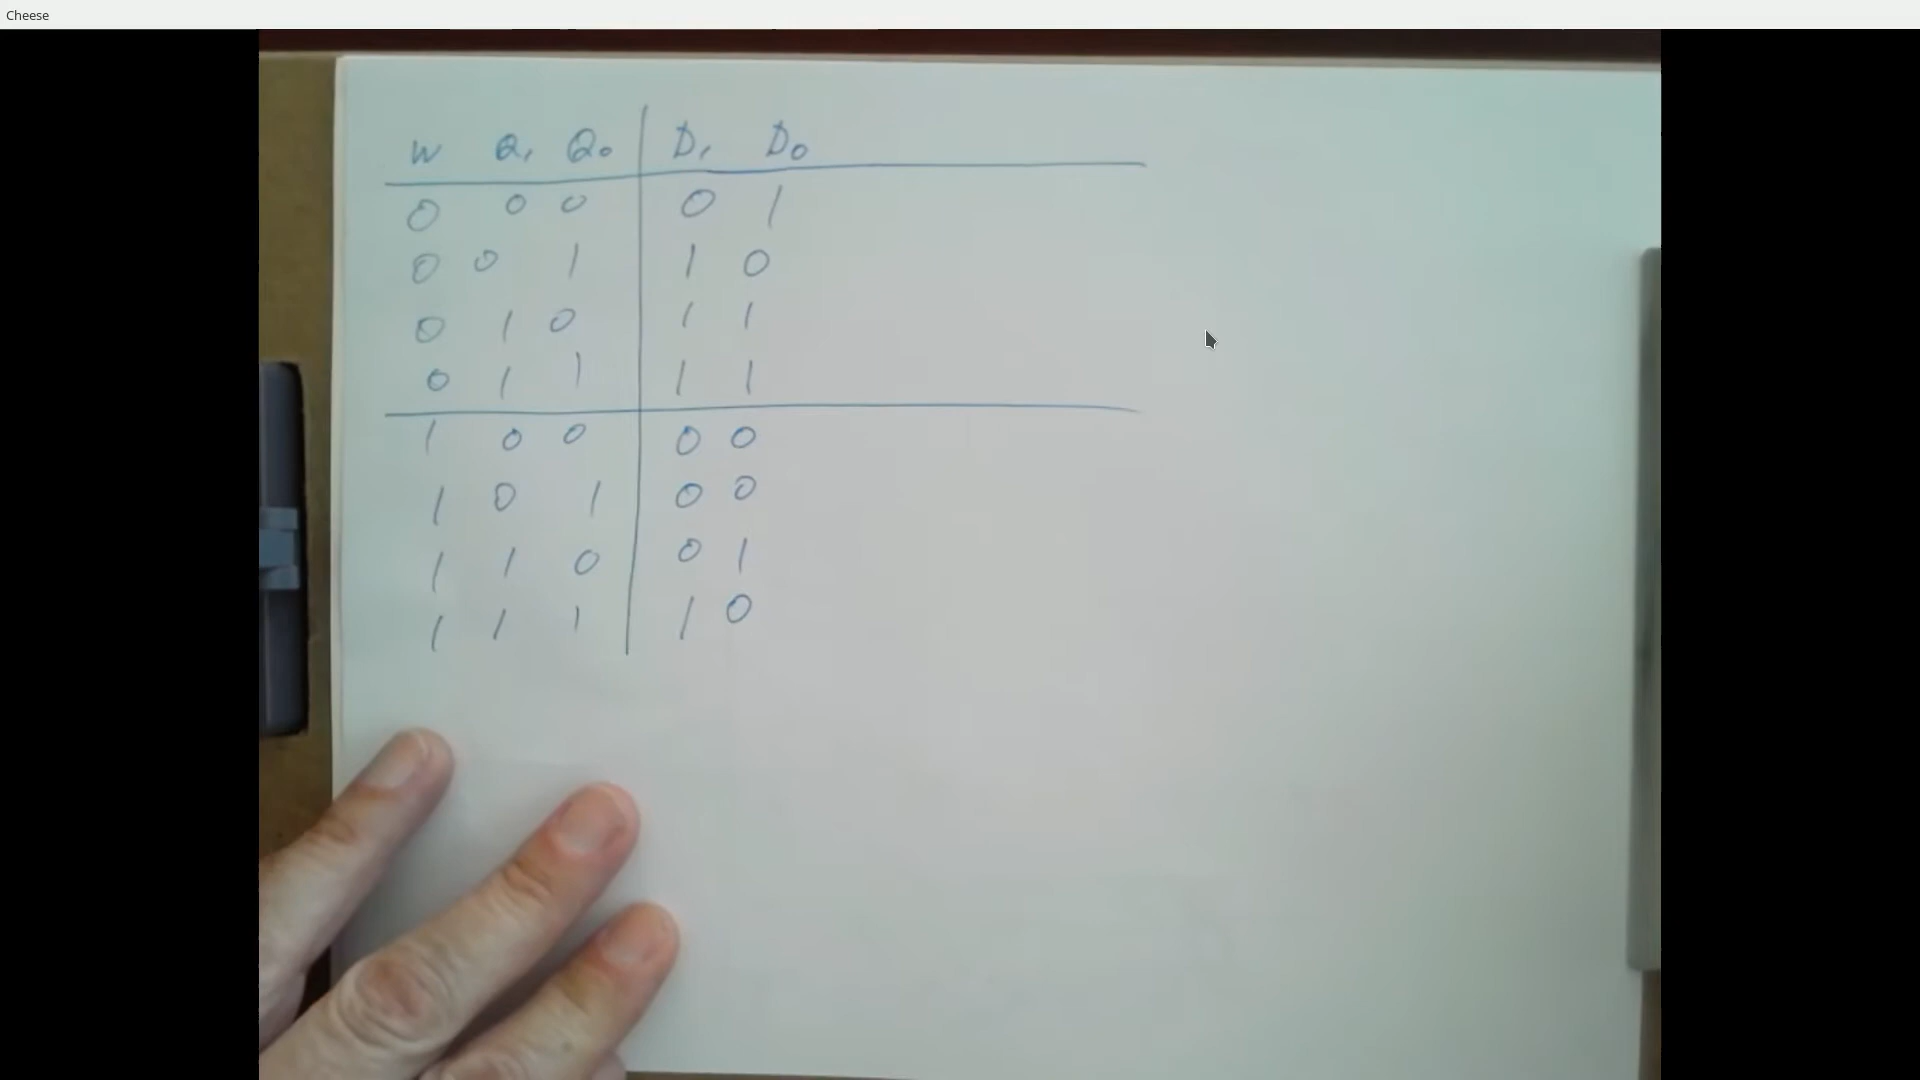 Cheese
W Q1 Q0 D1 D0
0 0 0 0 1
0 0 1 1 0
0 1 0 1 1
0 1 1 1 1
1 0 0 0 0
1 0 1 0 0
1 1 0 0 1
1 1 1 1 0